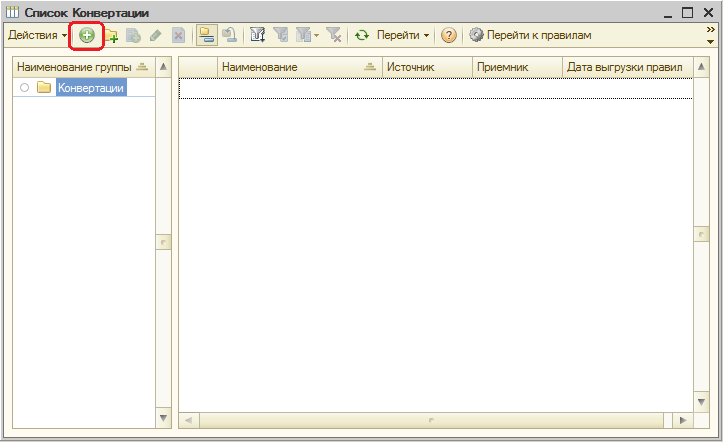 Список Конвертации
Действия Перейти ? Перейти к правилам »
Наименование группы Наименование Источник Приемник Дата выгрузки правил
Конвертации